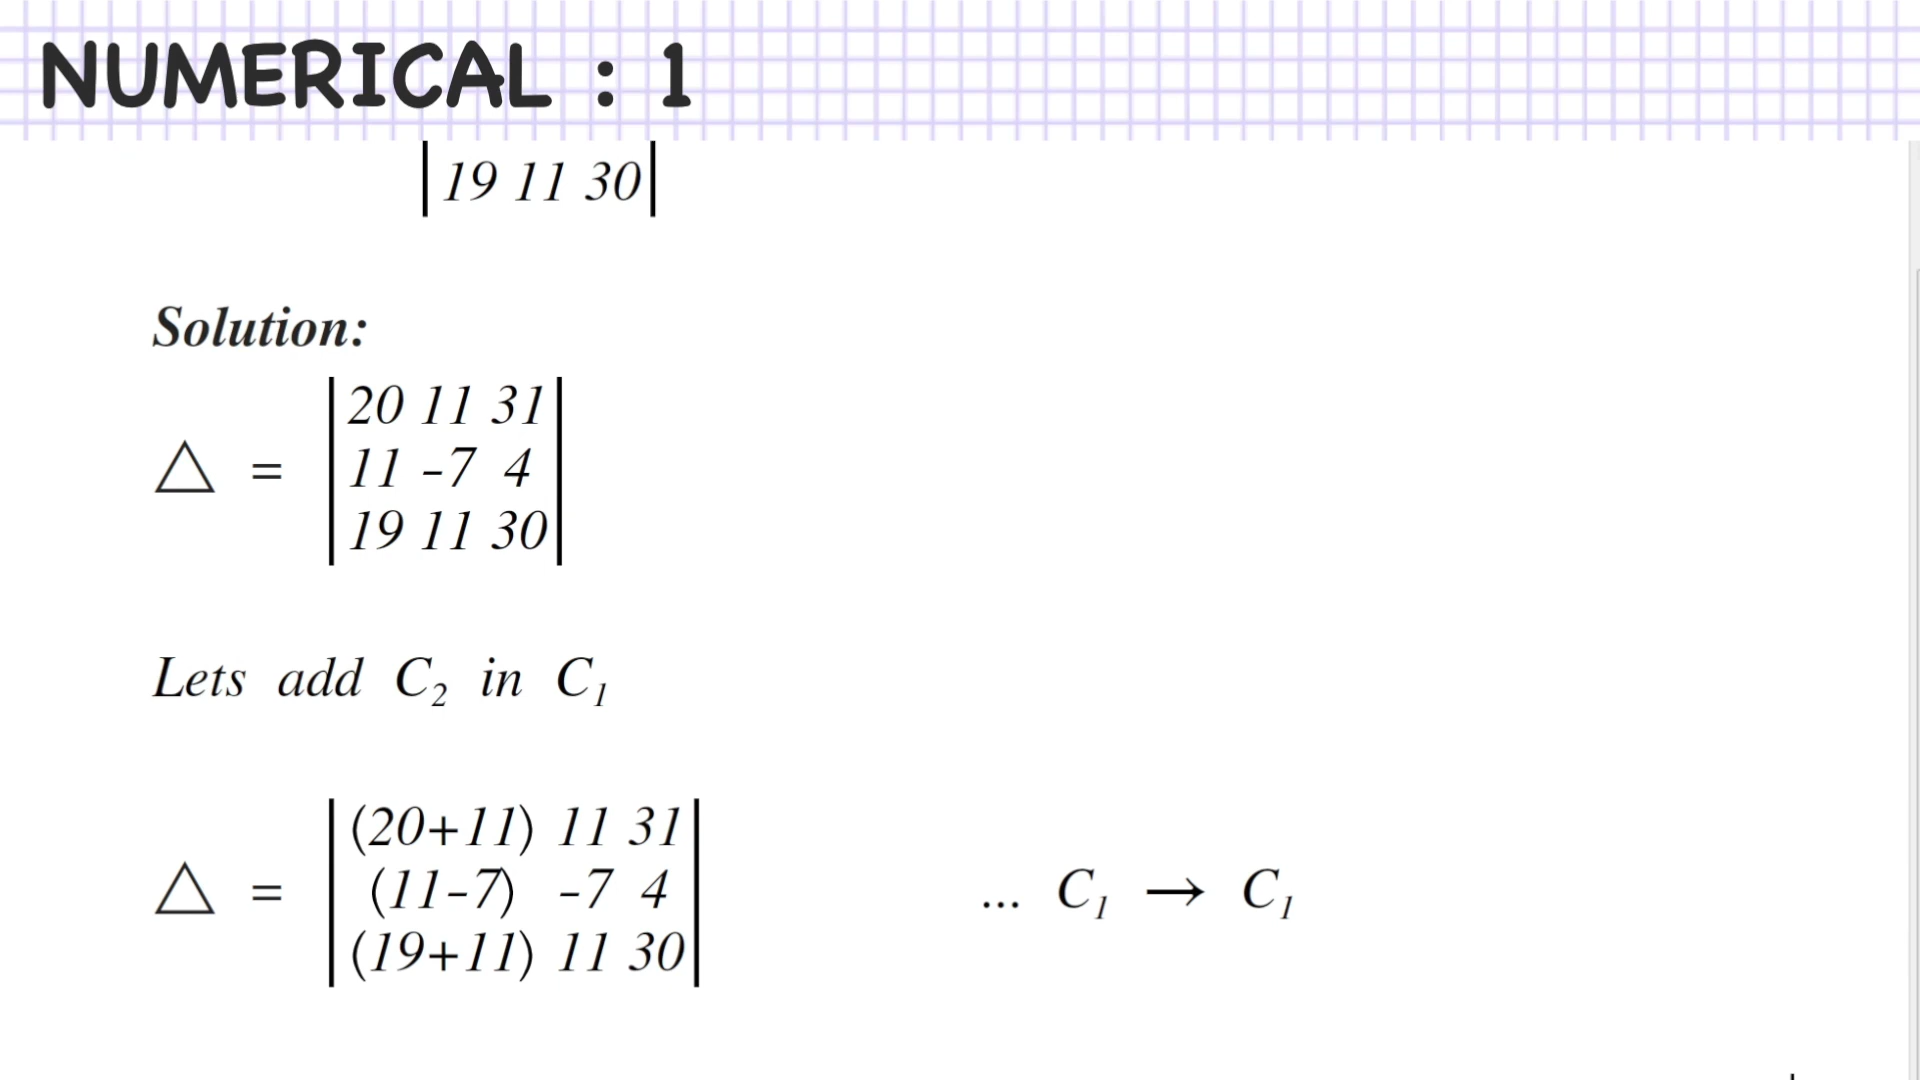 NUMERICAL : 1
| 19 11 30 |
Solution:
| 20 11 31 |
△ = | 11 -7 4 |
| 19 11 30 |
Lets add C₂ in C₁
| (20+11) 11 31 |
△ = | (11-7) -7 4 | ... C₁ → C₁
| (19+11) 11 30 |